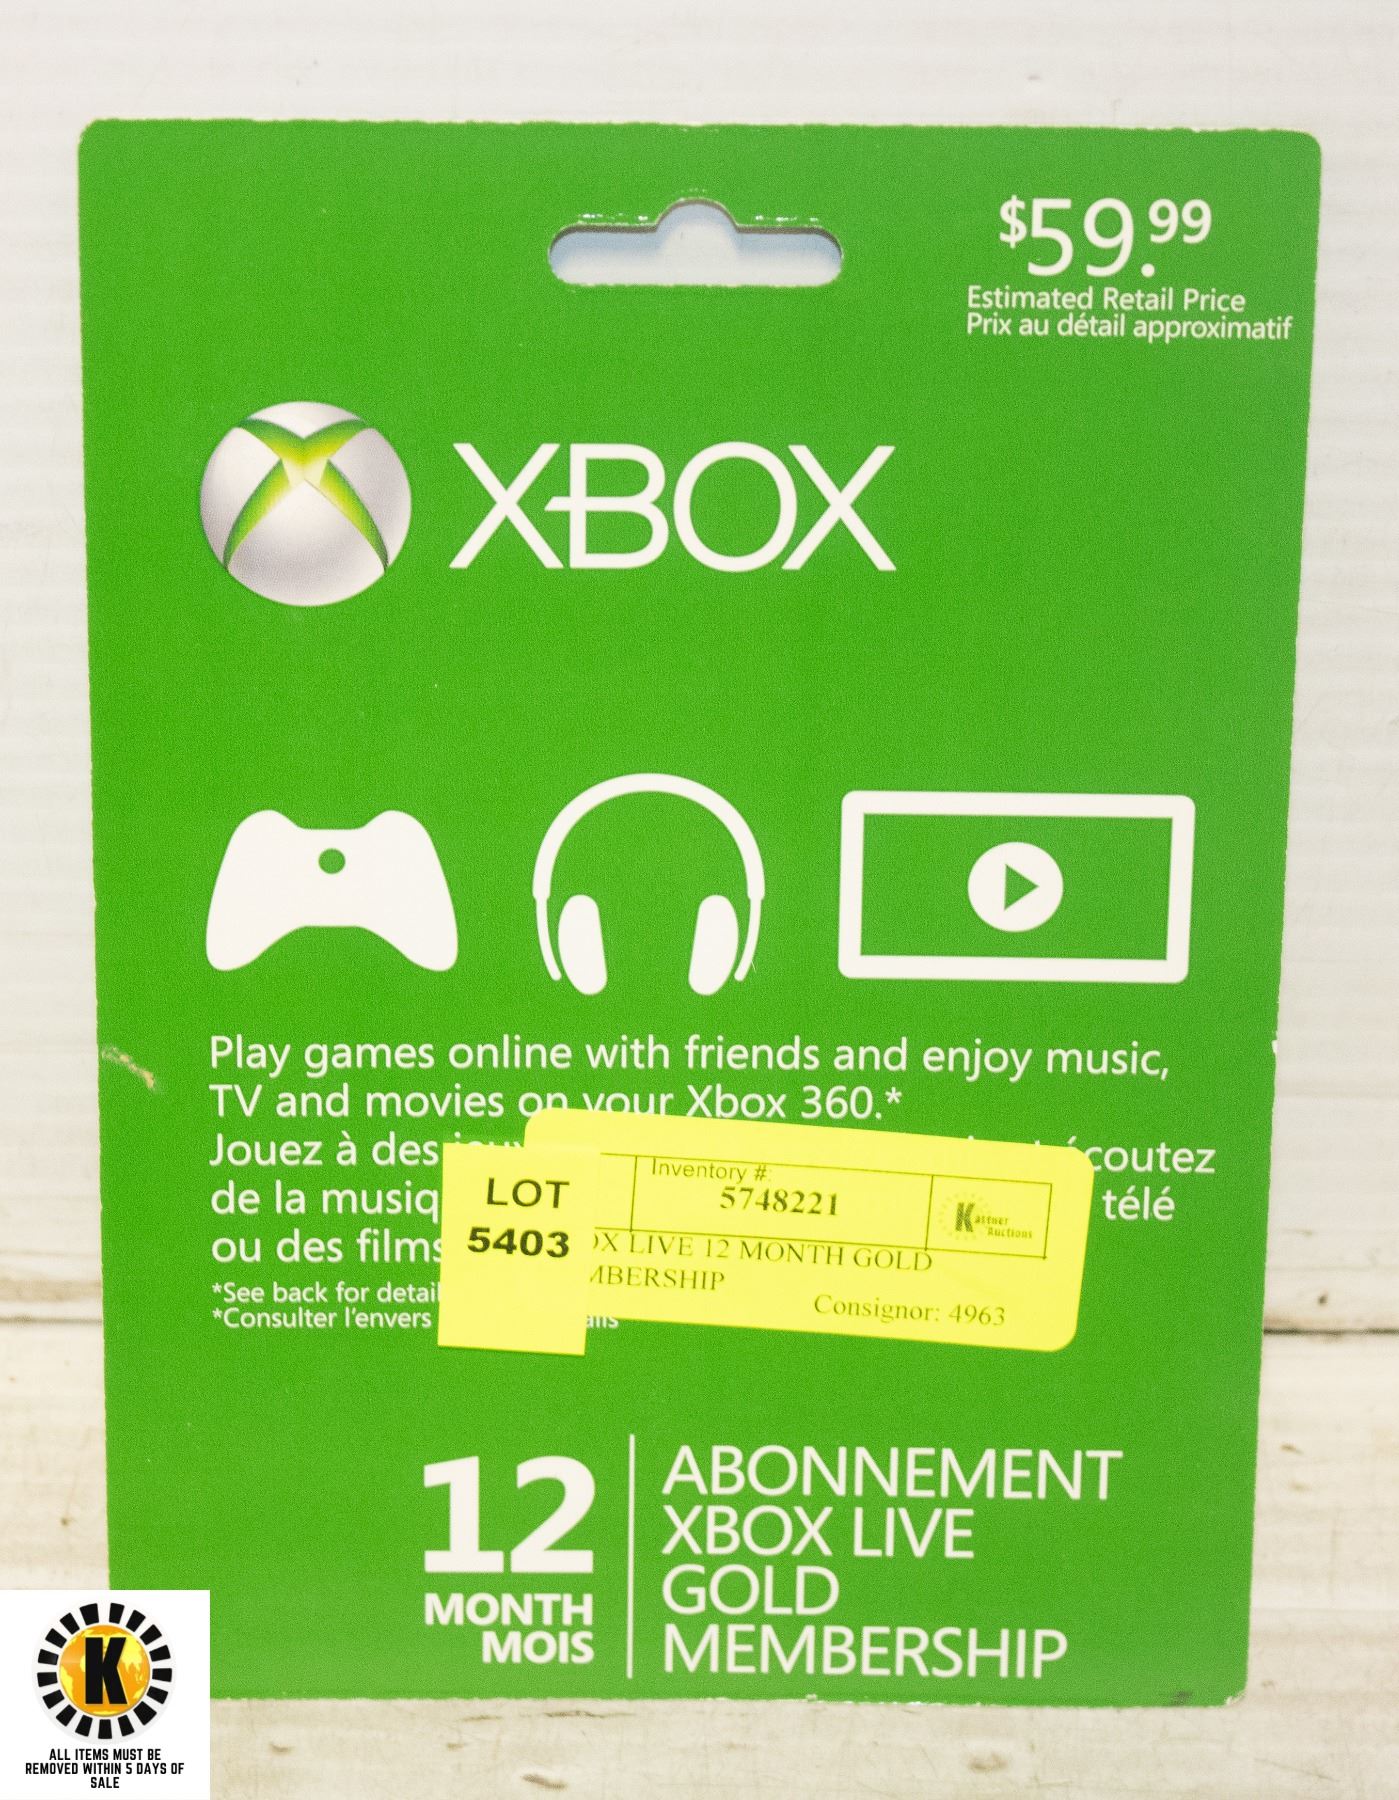 $59.99
Estimated Retail Price
Prix au détail approximatif
XBOX
Play games online with friends and enjoy music,
TV and movies on your Xbox 360.*
Jouez à des jeux écoutez
de la télé
ou des films
*See back for
*Consulter l'envers
LOT
5403
Inventory #:
5748221
Kastner
Auctions
LIVE 12 MONTH GOLD
Consignor: 4963
12
MONTH
MOIS
ABONNEMENT
XBOX LIVE
GOLD
MEMBERSHIP
K
ALL ITEMS MUST BE
REMOVED WITHIN 5 DAYS OF
SALE